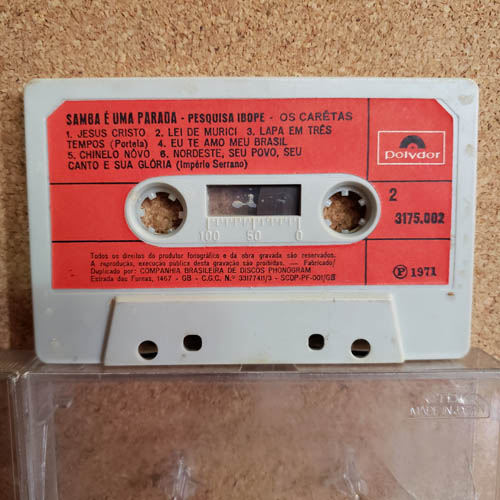 SAMBA É UMA PARADA - PESQUISA IBOPE - OS CARÊTAS
1. JESUS CRISTO 2. LEI DE MURICI 3. LAPA EM TRÊS
TEMPOS (Portela) 4. EU TE AMO MEU BRASIL
5. CHINELO NÔVO 6. NORDESTE, SEU POVO, SEU
CANTO E SUA GLÓRIA (Império Serrano)
Polydor
2
3175.002
100 50 0
Todos os direitos do produtor fonográfico e da obra gravada são reservados.
A reprodução, execução pública desta gravação são proibidas. — Fabricado/
Duplicado por: COMPANHIA BRASILEIRA DE DISCOS PHONOGRAM
Estrada das Furnas, 1467 - GB - C.G.C. N.º 33177411/3 - SCDP-PF-001/GB
Ⓟ 1971
MADE IN